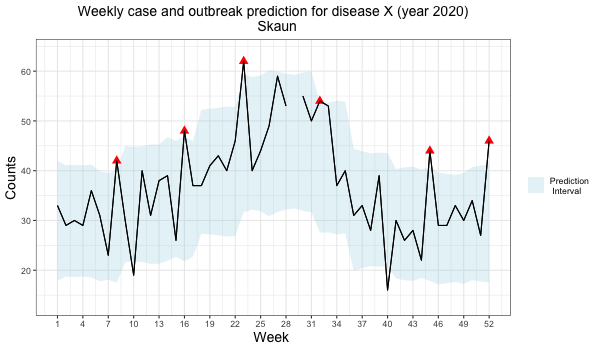 Weekly case and outbreak prediction for disease X (year 2020)
Skaun
Counts
60
50
40
30
20
1 4 7 10 13 16 19 22 25 28 31 34 37 40 43 46 49 52
Week
Prediction
Interval